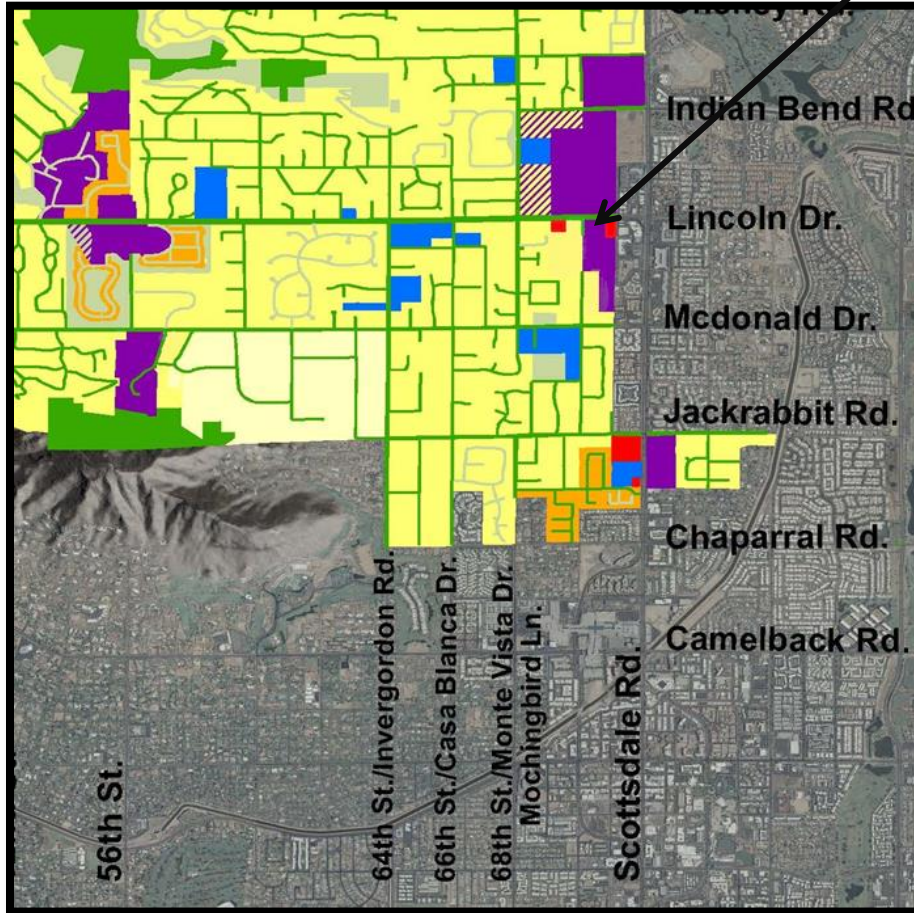 Indian Bend Rd
Lincoln Dr.
Mcdonald Dr.
Jackrabbit Rd.
Chaparral Rd.
Camelback Rd.
56th St.
64th St./Invergordon Rd.
66th St./Casa Blanca Dr.
68th St./Monte Vista Dr.
Mochingbird Ln.
Scottsdale Rd.